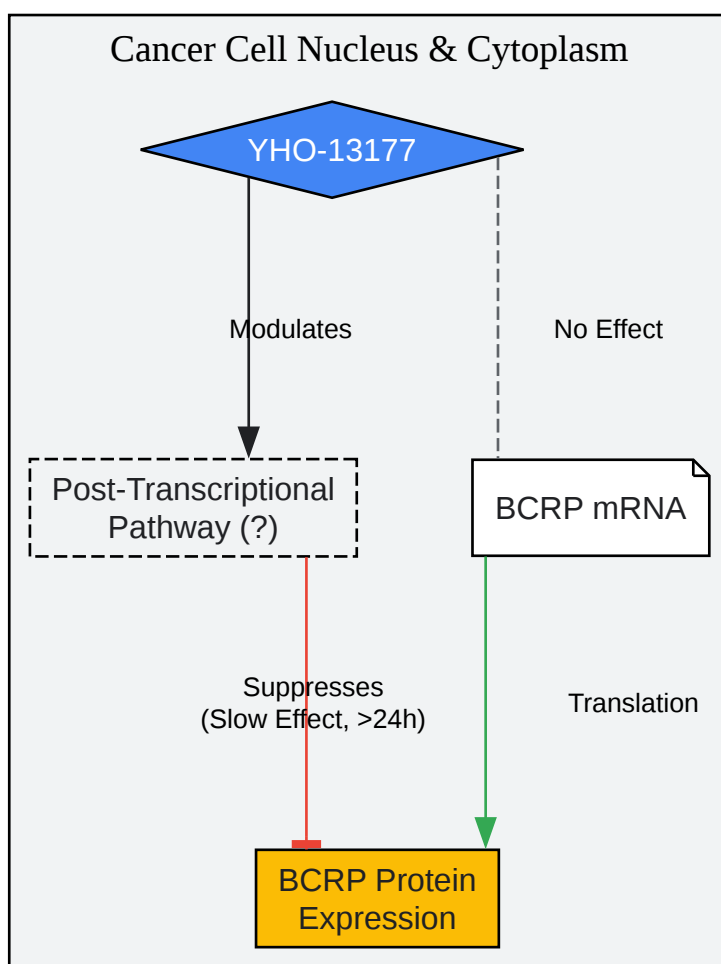 Cancer Cell Nucleus & Cytoplasm
YHO-13177
Modulates
No Effect
Post-Transcriptional
Pathway (?)
BCRP mRNA
Suppresses
(Slow Effect, >24h)
Translation
BCRP Protein
Expression